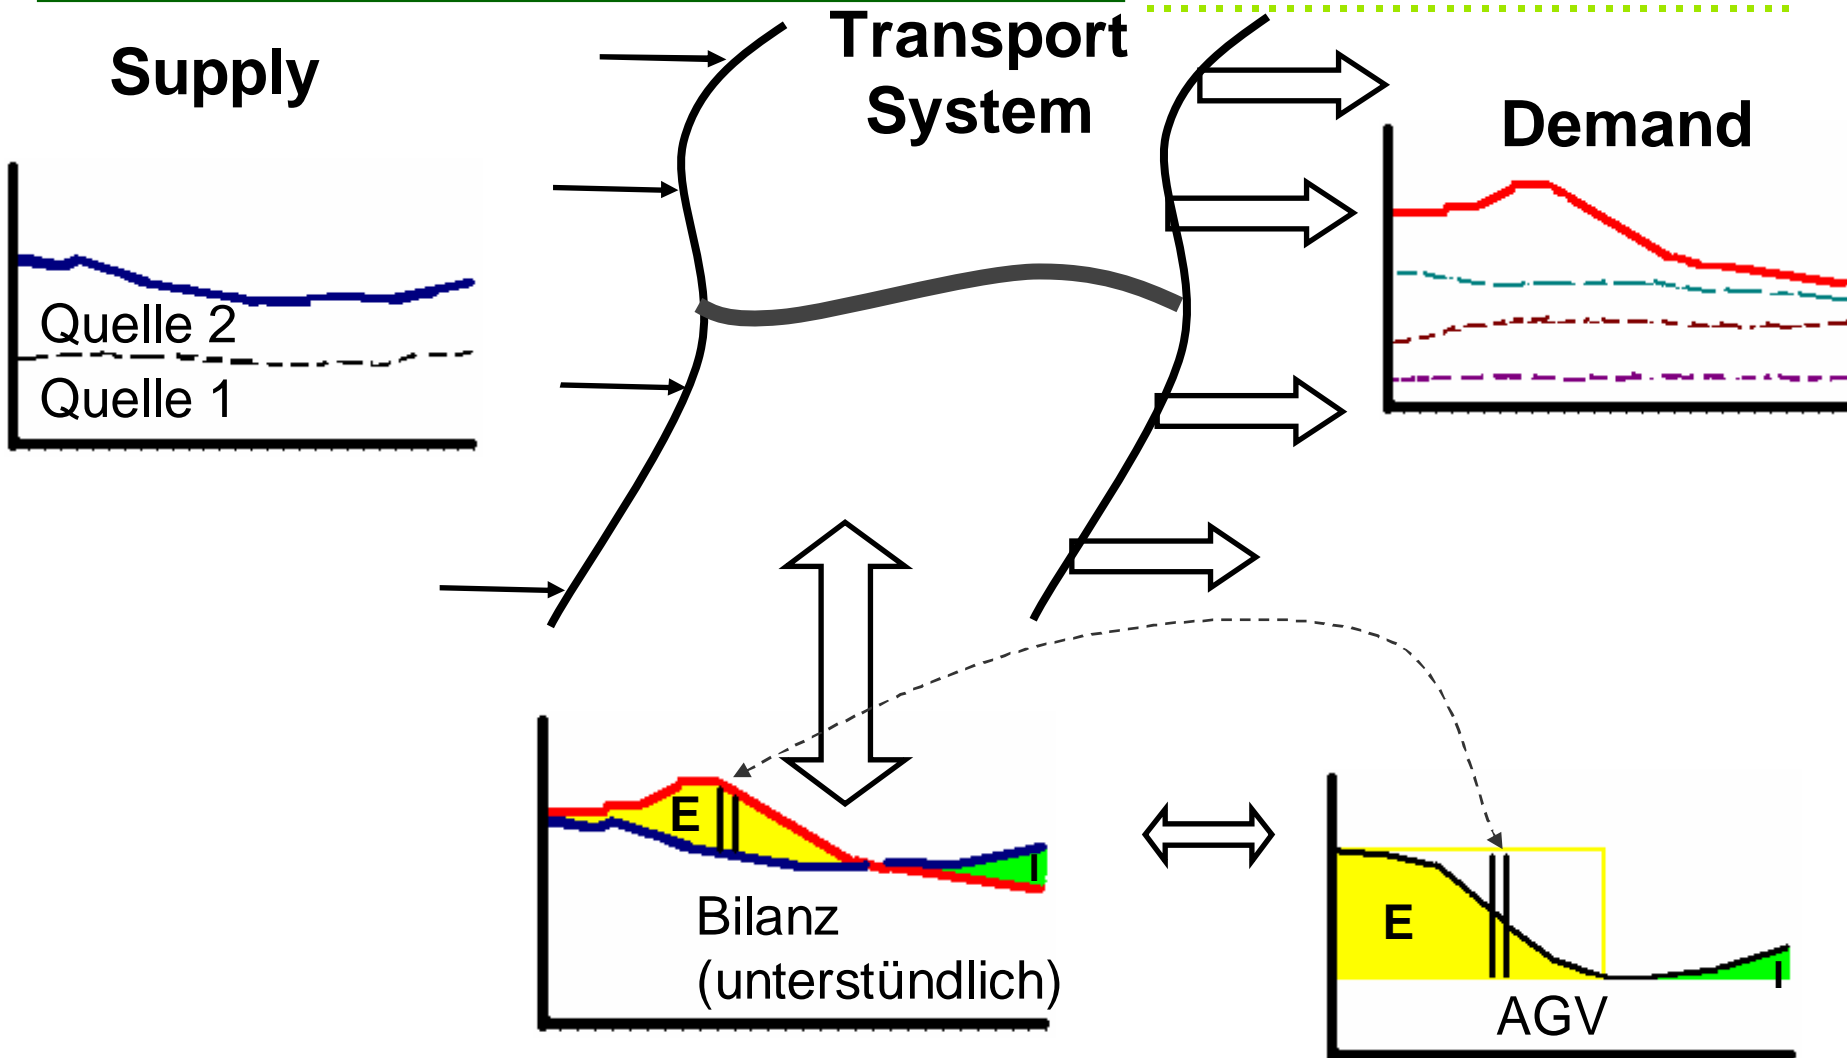 Supply
Transport
System
Demand
Quelle 2
Quelle 1
E
I
Bilanz
(unterstündlich)
E
I
AGV